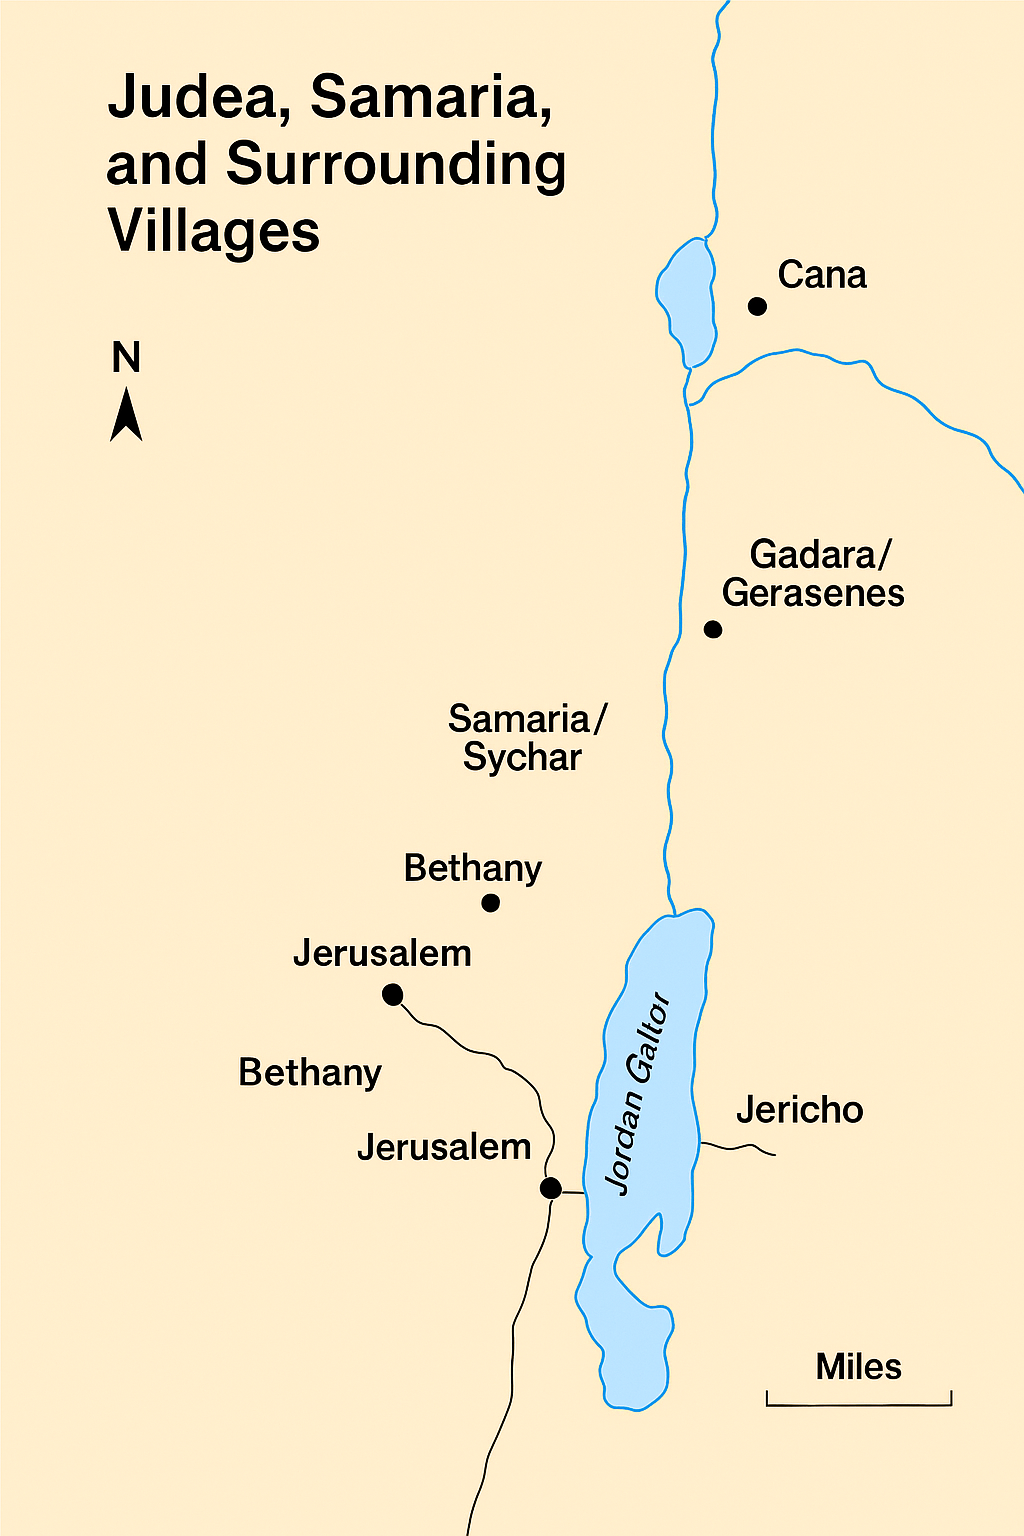 Judea, Samaria,
and Surrounding
Villages
N
Cana
Gadara/
Gerasenes
Samaria/
Sychar
Bethany
Jerusalem
Bethany
Jerusalem
Jordan Galtor
Jericho
Miles